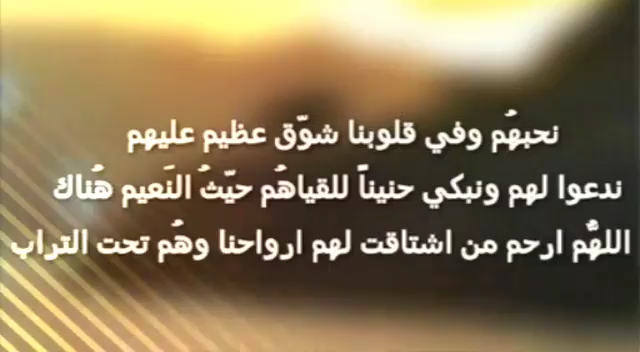 نحبهُم وفي قلوبنا شوّق عظيم عليهم
ندعوا لهم ونبكي حنيناً للقياهُم حيّثُ النَعيم هُناك
اللهُّم ارحم من اشتاقت لهم ارواحنا وهُم تحت التراب